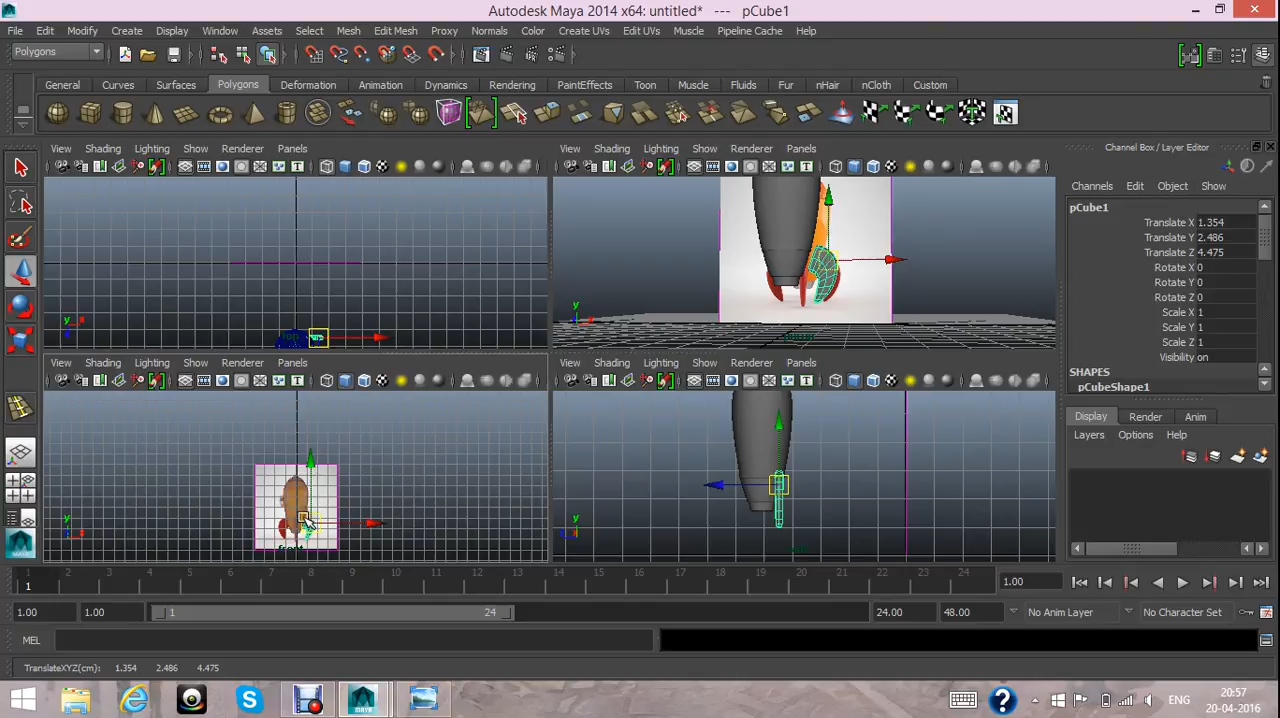 Autodesk Maya 2014 x64: untitled* --- pCube1
File Edit Modify Create Display Window Assets Select Mesh Edit Mesh Proxy Normals Color Create UVs Edit UVs Muscle Pipeline Cache Help
Polygons
General Curves Surfaces Polygons Deformation Animation Dynamics Rendering PaintEffects Toon Muscle Fluids Fur nHair nCloth Custom
View Shading Lighting Show Renderer Panels
View Shading Lighting Show Renderer Panels
Channel Box / Layer Editor
Channels Edit Object Show
pCube1
Translate X 1.354
Translate Y 2.486
Translate Z 4.475
Rotate X 0
Rotate Y 0
Rotate Z 0
Scale X 1
Scale Y 1
Scale Z 1
Visibility on
SHAPES
pCubeShape1
y x
top
y x
persp
View Shading Lighting Show Renderer Panels
View Shading Lighting Show Renderer Panels
Display Render Anim
Layers Options Help
y x
front
y
1 2 3 4 5 6 7 8 9 10 11 12 13 14 15 16 17 18 19 20 21 22 23 24
1
1.00
1.00 1.00 1 24 24.00 48.00 No Anim Layer No Character Set
MEL
TranslateXYZ(cm): 1.354 2.486 4.475
MAYA
ENG
20:57
20-04-2016